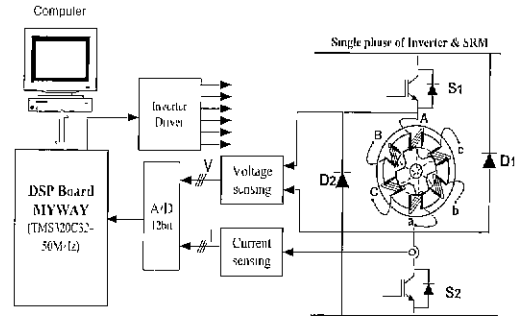 Computer
Single phase of Inverter & SRM
S1
Inverter
Driver
A
B
c
V
Voltage
sensing
D2
D1
DSP Board
MYWAY
(TMS320C32-
50MHz)
A/D
12bit
C
b
a
I
Current
sensing
S2